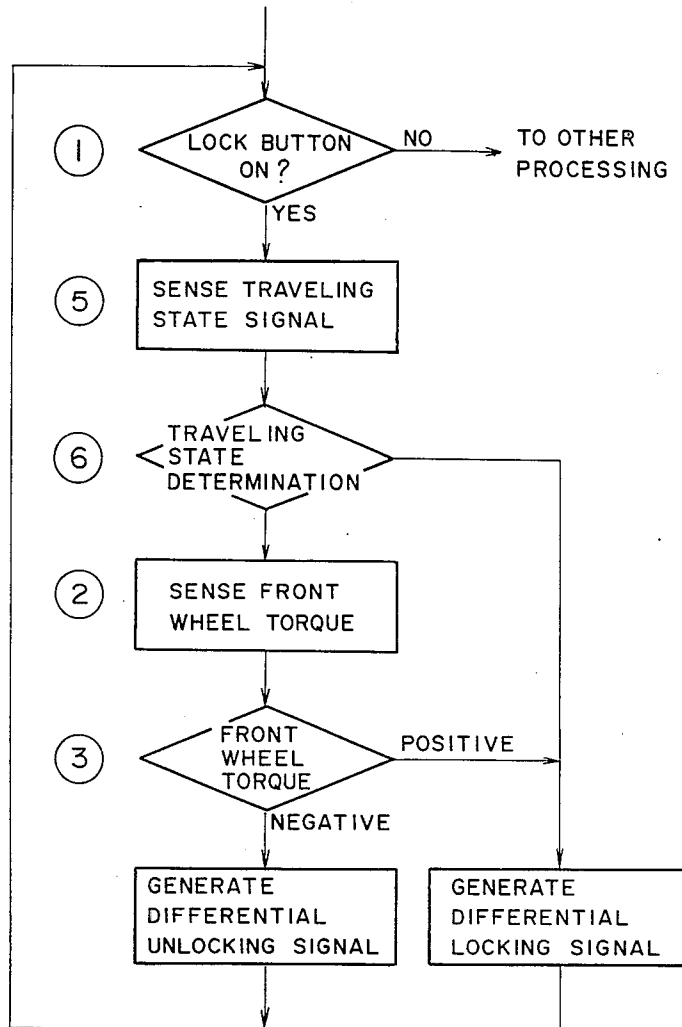 1
LOCK BUTTON
ON?
NO
TO OTHER
PROCESSING
YES
5
SENSE TRAVELING
STATE SIGNAL
6
TRAVELING
STATE
DETERMINATION
2
SENSE FRONT
WHEEL TORQUE
3
FRONT
WHEEL
TORQUE
POSITIVE
NEGATIVE
GENERATE
DIFFERENTIAL
UNLOCKING SIGNAL
GENERATE
DIFFERENTIAL
LOCKING SIGNAL